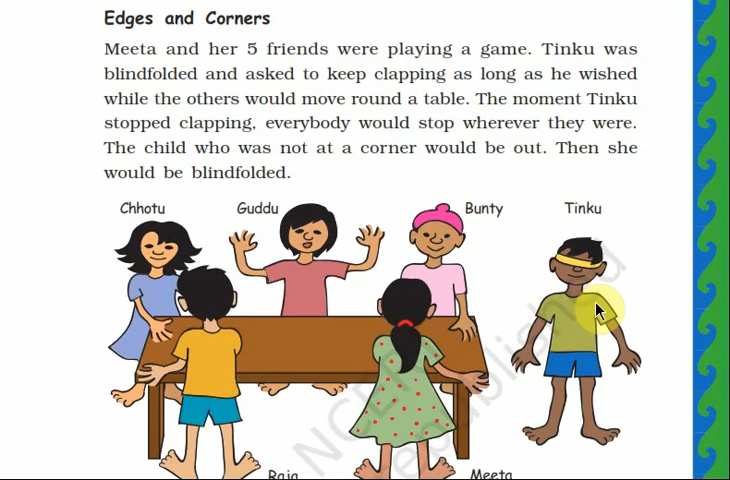 Edges and Corners
Meeta and her 5 friends were playing a game. Tinku was
blindfolded and asked to keep clapping as long as he wished
while the others would move round a table. The moment Tinku
stopped clapping, everybody would stop wherever they were.
The child who was not at a corner would be out. Then she
would be blindfolded.
Chhotu Guddu Bunty Tinku
Raja Meeta